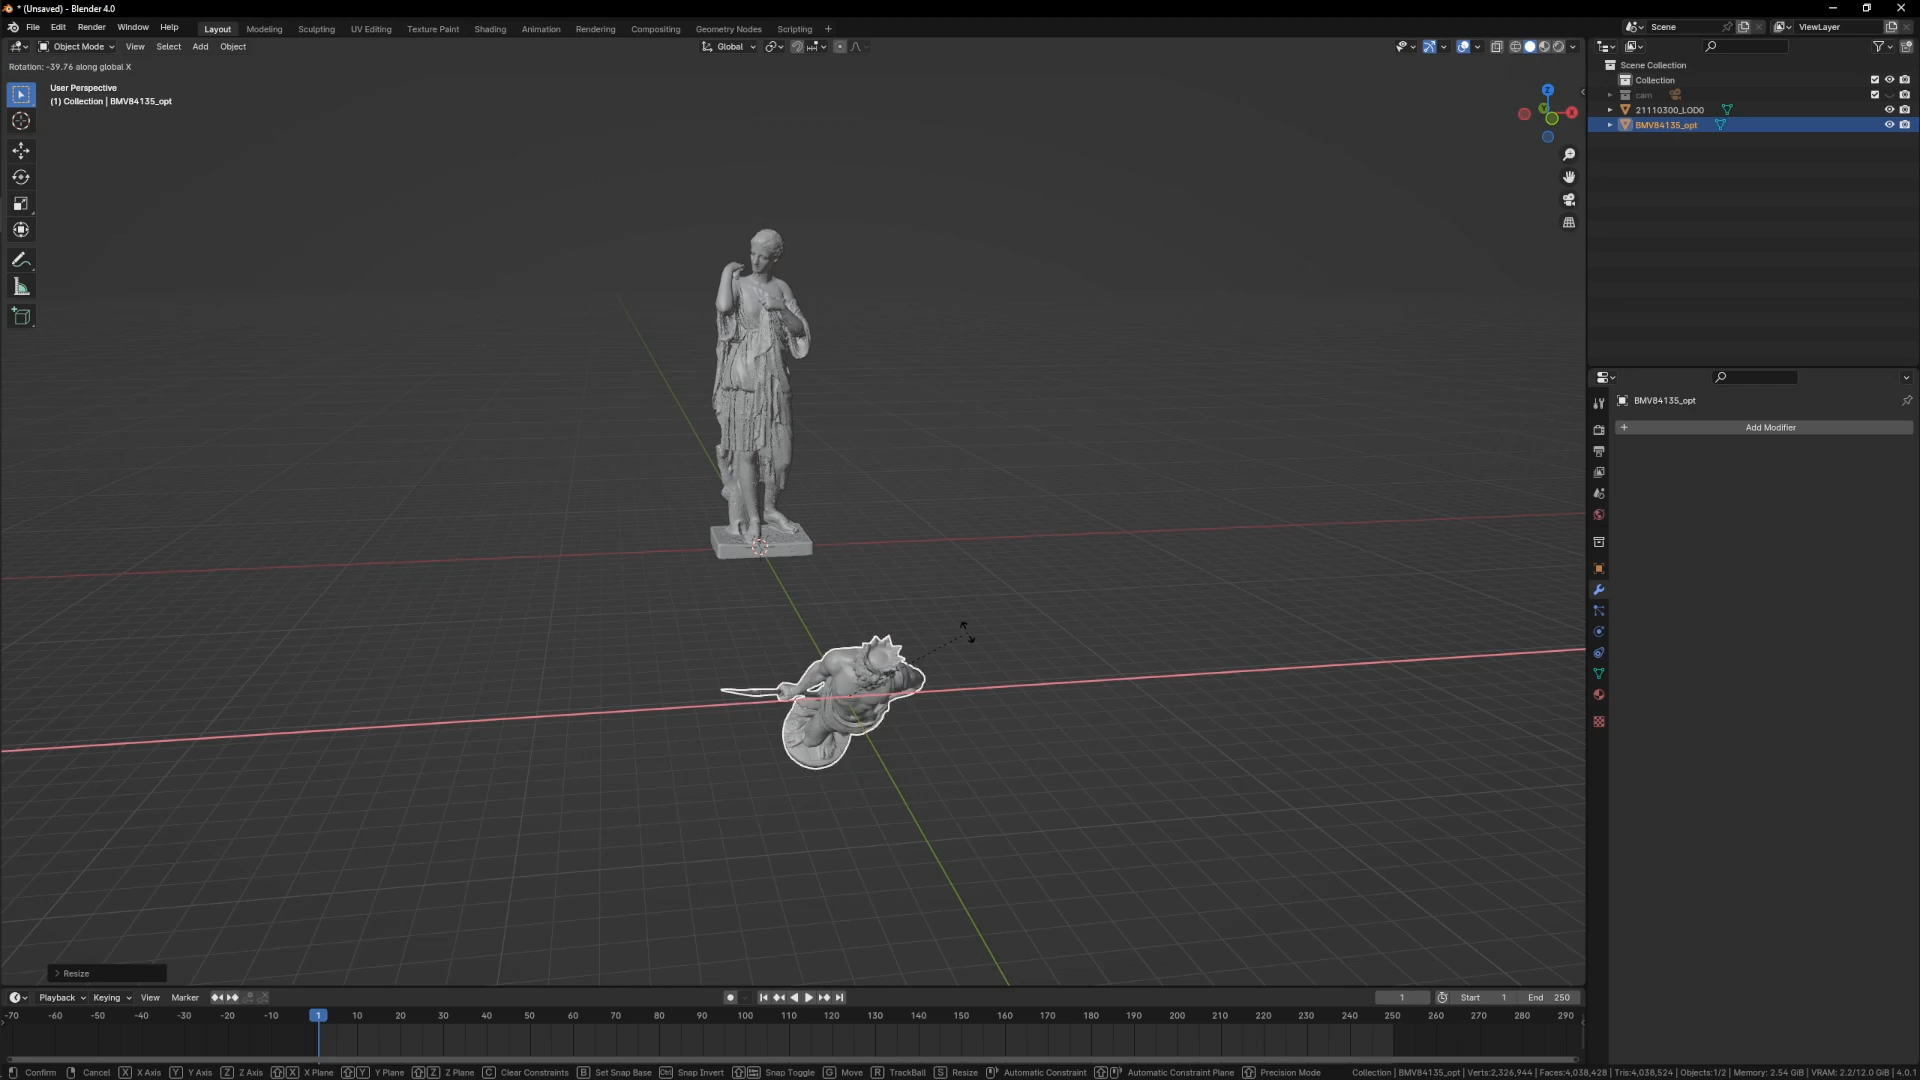 * (Unsaved) - Blender 4.0
File Edit Render Window Help Layout Modeling Sculpting UV Editing Texture Paint Shading Animation Rendering Compositing Geometry Nodes Scripting + Scene ViewLayer
Object Mode View Select Add Object Global
Rotation: -39.76 along global X
User Perspective
(1) Collection | BMV84135_opt
Scene Collection
Collection
cam
21110300_LOD0
BMV84135_opt
Z
Y
X
BMV84135_opt
+ Add Modifier
> Resize
Playback Keying View Marker 1 Start 1 End 250
-70 -60 -50 -40 -30 -20 -10 1 10 20 30 40 50 60 70 80 90 100 110 120 130 140 150 160 170 180 190 200 210 220 230 240 250 260 270 280 290
Confirm Cancel X X Axis Y Y Axis Z Z Axis X X Plane Y Y Plane Z Z Plane C Clear Constraints B Set Snap Base Ctrl Snap Invert Snap Toggle G Move R TrackBall S Resize Automatic Constraint Automatic Constraint Plane Precision Mode Collection | BMV84135_opt | Verts:2,326,944 | Faces:4,038,428 | Tris:4,038,524 | Objects:1/2 | Memory: 2.54 GiB | VRAM: 2.2/12.0 GiB | 4.0.1